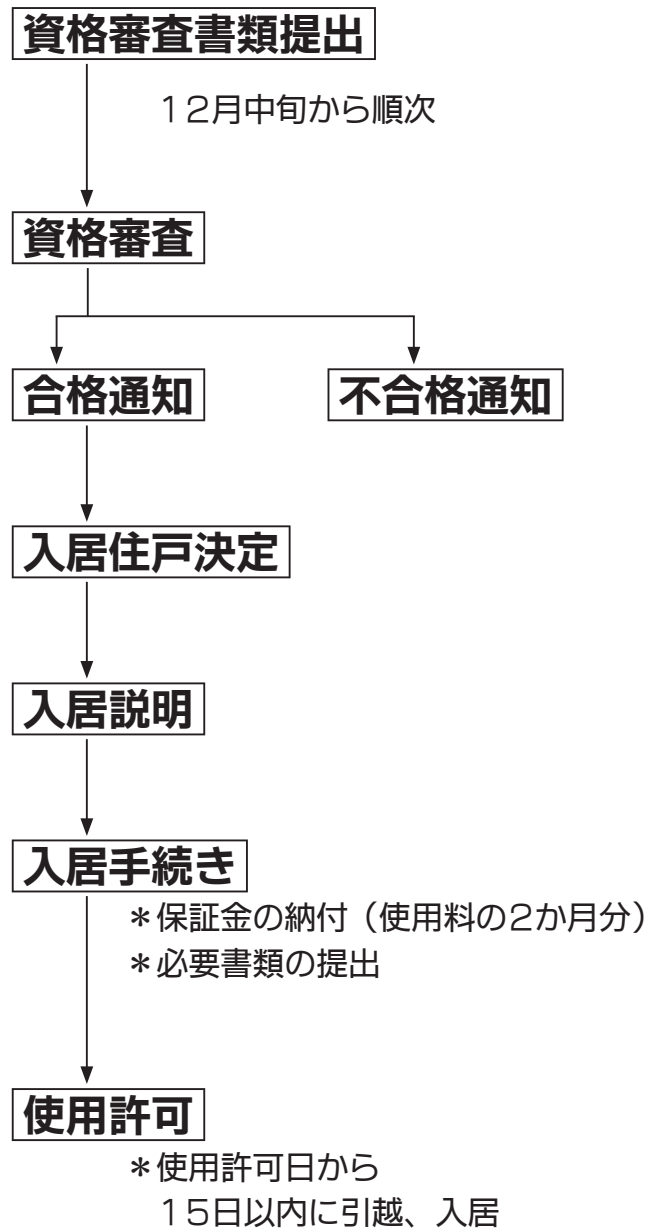 資格審査書類提出
１２月中旬から順次
資格審査
合格通知
不合格通知
入居住戸決定
入居説明
入居手続き
＊保証金の納付（使用料の２か月分）
＊必要書類の提出
使用許可
＊使用許可日から
１５日以内に引越、入居